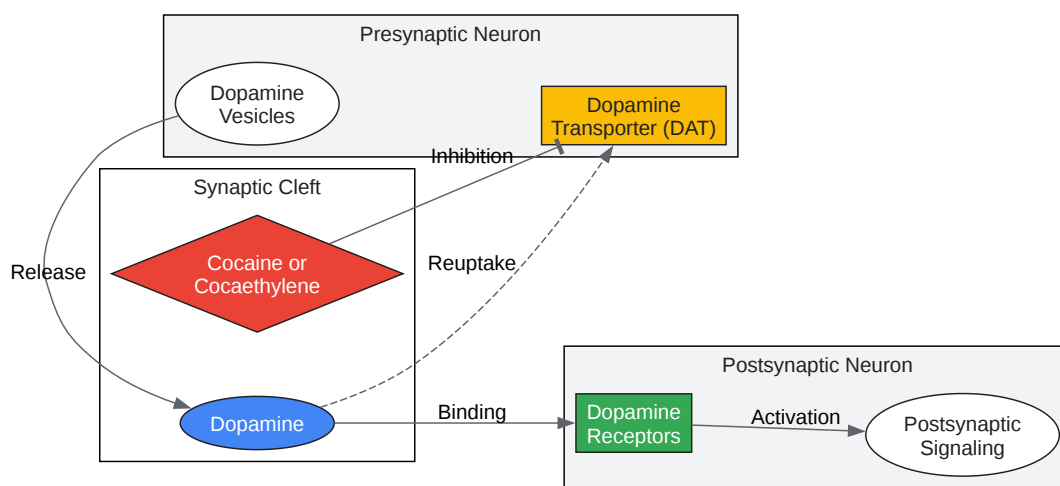 Presynaptic Neuron
Dopamine
Vesicles
Dopamine
Transporter (DAT)
Inhibition
Synaptic Cleft
Cocaine or
Cocaethylene
Release
Reuptake
Dopamine
Binding
Postsynaptic Neuron
Dopamine
Receptors
Activation
Postsynaptic
Signaling